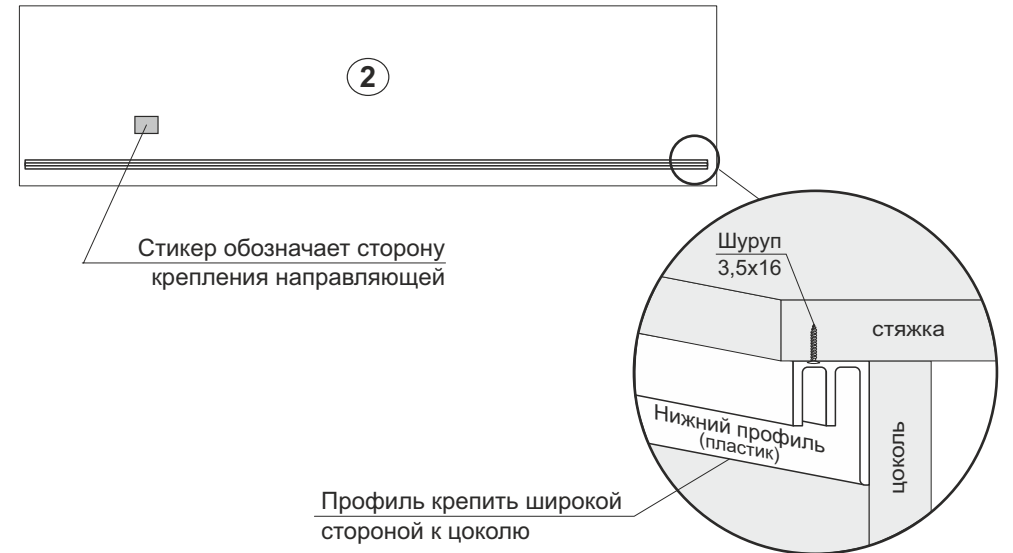 2
Стикер обозначает сторону
крепления направляющей
Шуруп
3,5х16
стяжка
Нижний профиль
(пластик)
цоколь
Профиль крепить широкой
стороной к цоколю